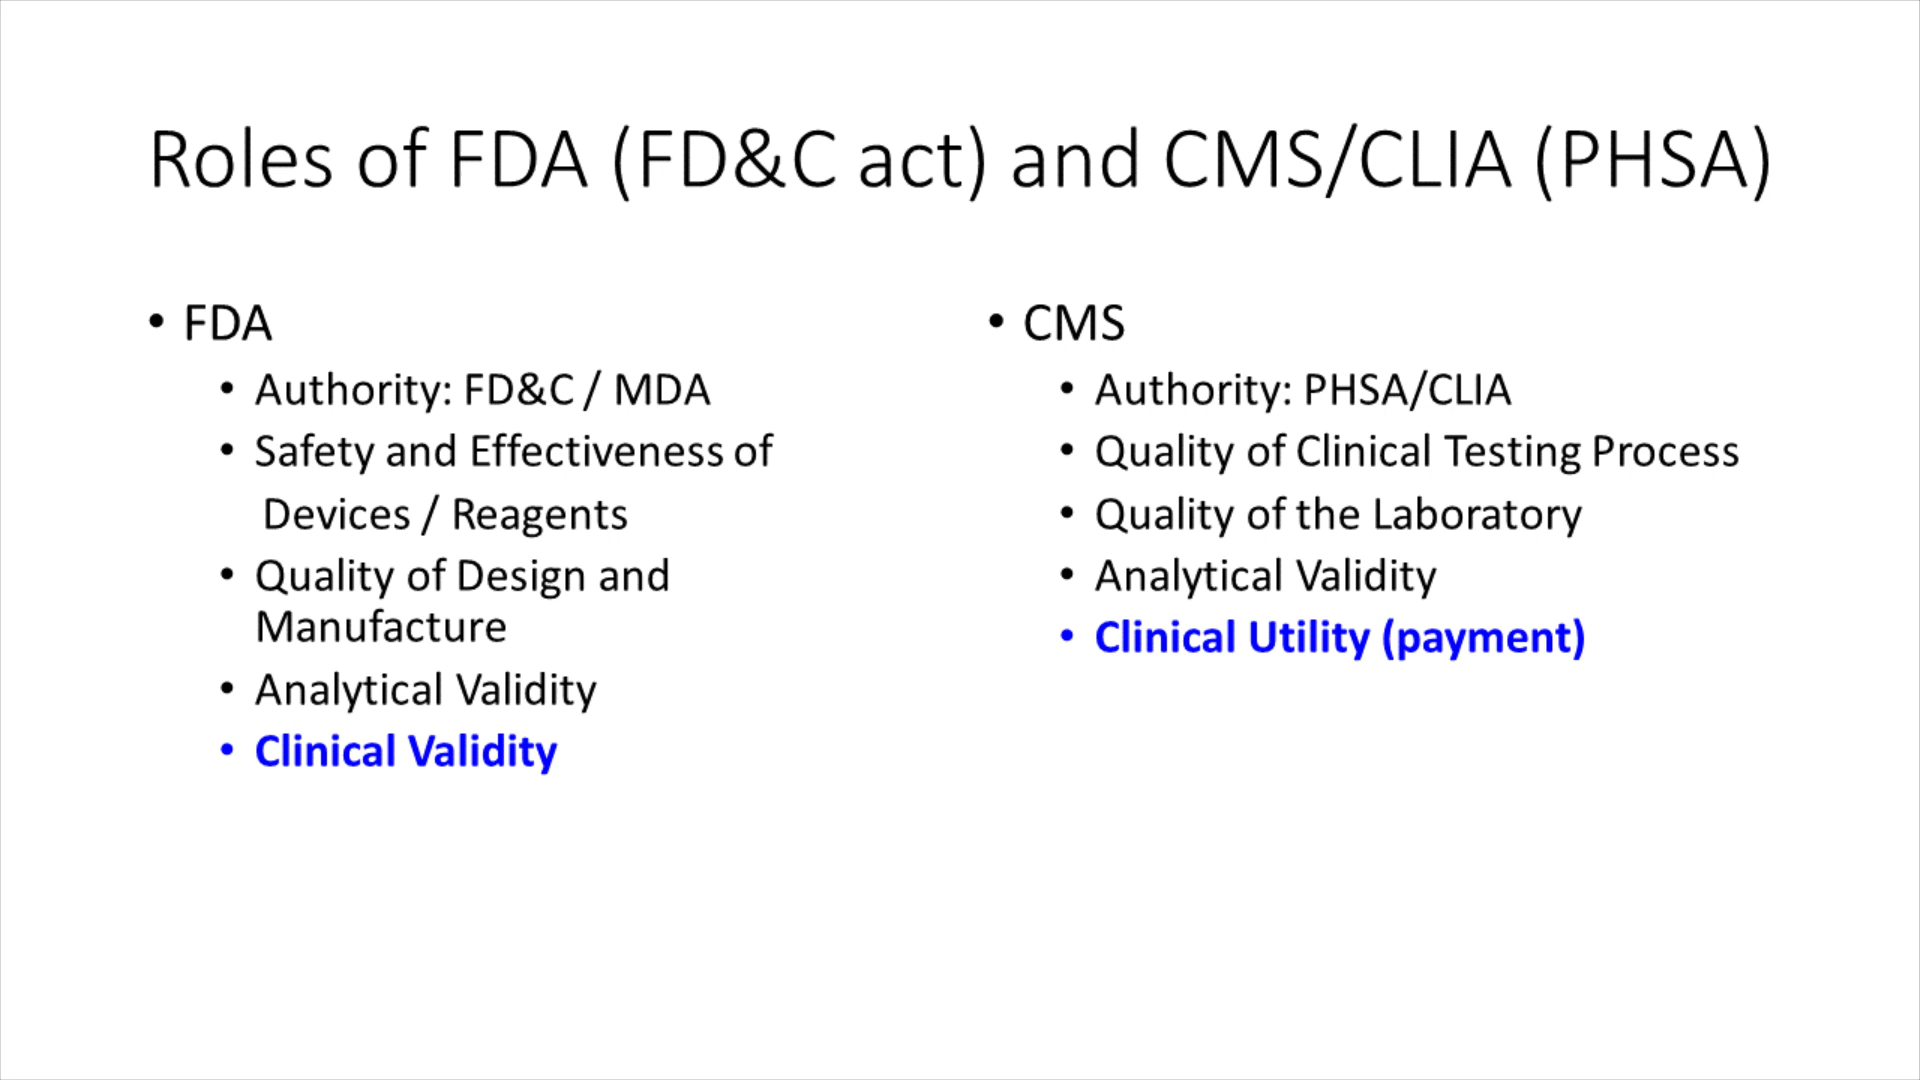 Roles of FDA (FD&C act) and CMS/CLIA (PHSA)
• FDA
• Authority: FD&C / MDA
• Safety and Effectiveness of
Devices / Reagents
• Quality of Design and
Manufacture
• Analytical Validity
• Clinical Validity
• CMS
• Authority: PHSA/CLIA
• Quality of Clinical Testing Process
• Quality of the Laboratory
• Analytical Validity
• Clinical Utility (payment)